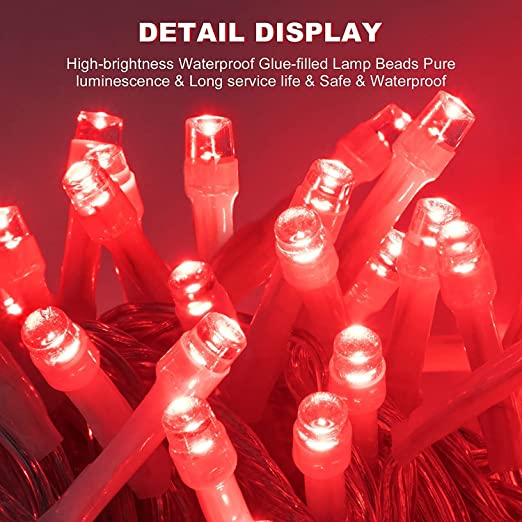 DETAIL DISPLAY
High-brightness Waterproof Glue-filled Lamp Beads Pure
luminescence & Long service life & Safe & Waterproof